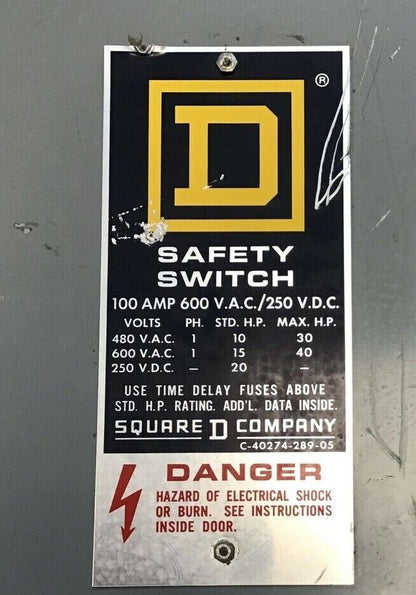 D ®
SAFETY
SWITCH
100 AMP 600 V.A.C./250 V.D.C.
VOLTS PH. STD. H.P. MAX. H.P.
480 V.A.C. 1 10 30
600 V.A.C. 1 15 40
250 V.D.C. – 20 –
USE TIME DELAY FUSES ABOVE
STD. H.P. RATING. ADD'L. DATA INSIDE.
SQUARE D COMPANY
C-40274-289-05
DANGER
HAZARD OF ELECTRICAL SHOCK
OR BURN. SEE INSTRUCTIONS
INSIDE DOOR.